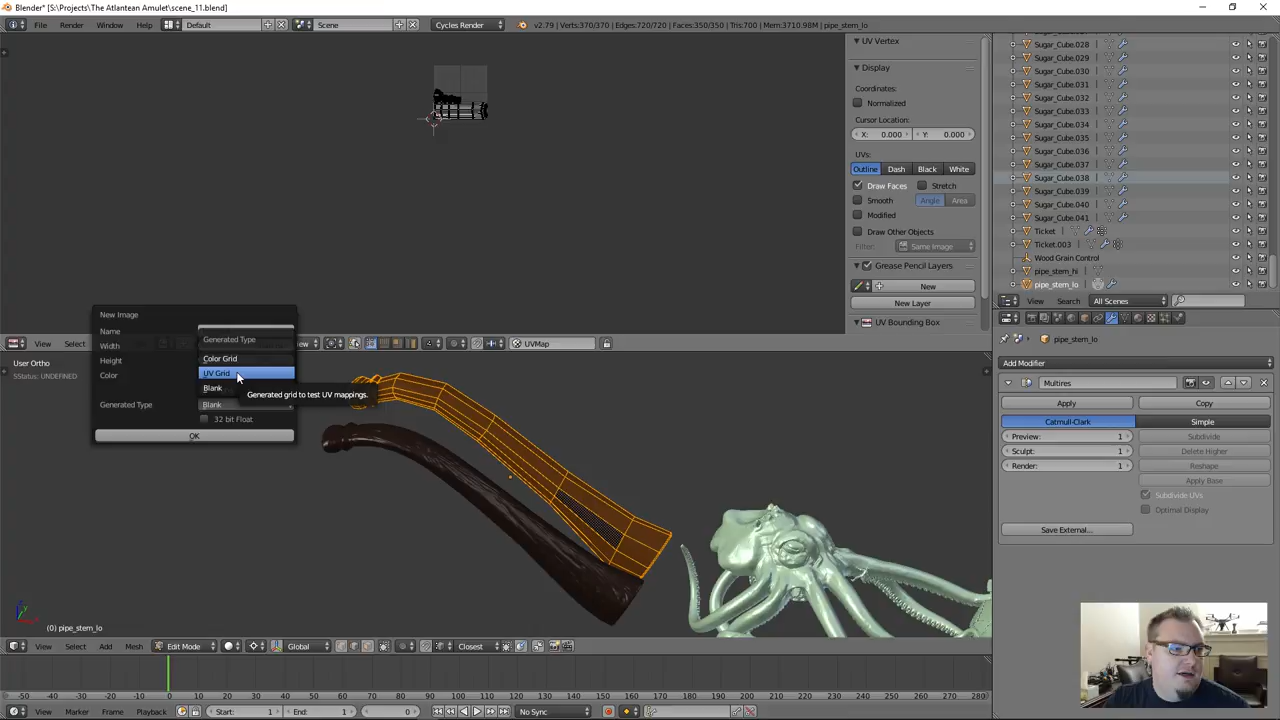 Blender* [S:\Projects\The Atlantean Amulet\scene_11.blend]
File Render Window Help Default Scene Cycles Render v2.79 | Verts:370/370 | Edges:720/720 | Faces:350/350 | Tris:700 | Mem:3710.98M | pipe_stem_lo
UV Vertex
Display
Coordinates:
Normalized
Cursor Location:
X: 0.000 Y: 0.000
UVs:
Outline Dash Black White
Draw Faces Stretch
Smooth Angle Area
Modified
Draw Other Objects
Filter: Same Image
Grease Pencil Layers
New
New Layer
UV Bounding Box
Sugar_Cube.028
Sugar_Cube.029
Sugar_Cube.030
Sugar_Cube.031
Sugar_Cube.032
Sugar_Cube.033
Sugar_Cube.034
Sugar_Cube.035
Sugar_Cube.036
Sugar_Cube.037
Sugar_Cube.038
Sugar_Cube.039
Sugar_Cube.040
Sugar_Cube.041
Ticket
Ticket.003
Wood Grain Control
pipe_stem_hi
pipe_stem_lo
View Search All Scenes
pipe_stem_lo
Add Modifier
Multires
Apply Copy
Catmull-Clark Simple
Preview: 1 Subdivide
Sculpt: 1 Delete Higher
Render: 1 Reshape
Apply Base
Subdivide UVs
Optimal Display
Save External...
New Image
Name
Width
Height
Color
Generated Type Blank
32 bit Float
OK
Generated Type
Color Grid
UV Grid
Blank
Generated grid to test UV mappings.
View Select UVMap
User Ortho
SStatus: UNDEFINED
(0) pipe_stem_lo
View Select Add Mesh Edit Mode Global Closest
-50 -40 -30 -20 -10 0 10 20 30 40 50 60 70 80 90 100 110 120 130 140 150 160 170 180 190 200 210 220 230 240 250 260 270 280
View Marker Frame Playback Start: 1 End: 1 0 No Sync